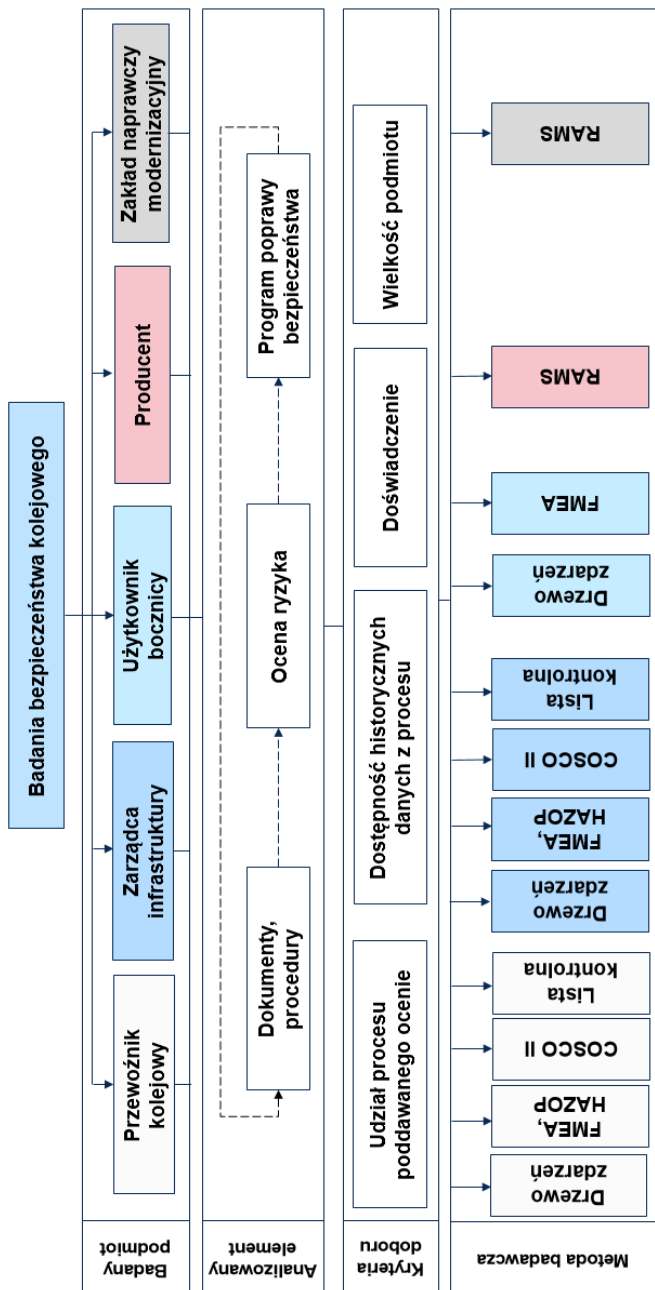 Badania bezpieczeństwa kolejowego
Badany
podmiot
Przewoźnik
kolejowy
Zarządca
infrastruktury
Użytkownik
bocznicy
Producent
Zakład naprawczy
modernizacyjny
Analizowany
element
Dokumenty,
procedury
Ocena ryzyka
Program poprawy
bezpieczeństwa
Kryteria
doboru
Udział procesu
poddawanego ocenie
Dostępność historycznych
danych z procesu
Doświadczenie
Wielkość podmiotu
Metoda badawcza
Drzewo
zdarzeń
FMEA,
HAZOP
COSCO II
Lista
kontrolna
Drzewo
zdarzeń
FMEA,
HAZOP
COSCO II
Lista
kontrolna
Drzewo
zdarzeń
FMEA
RAMS
RAMS